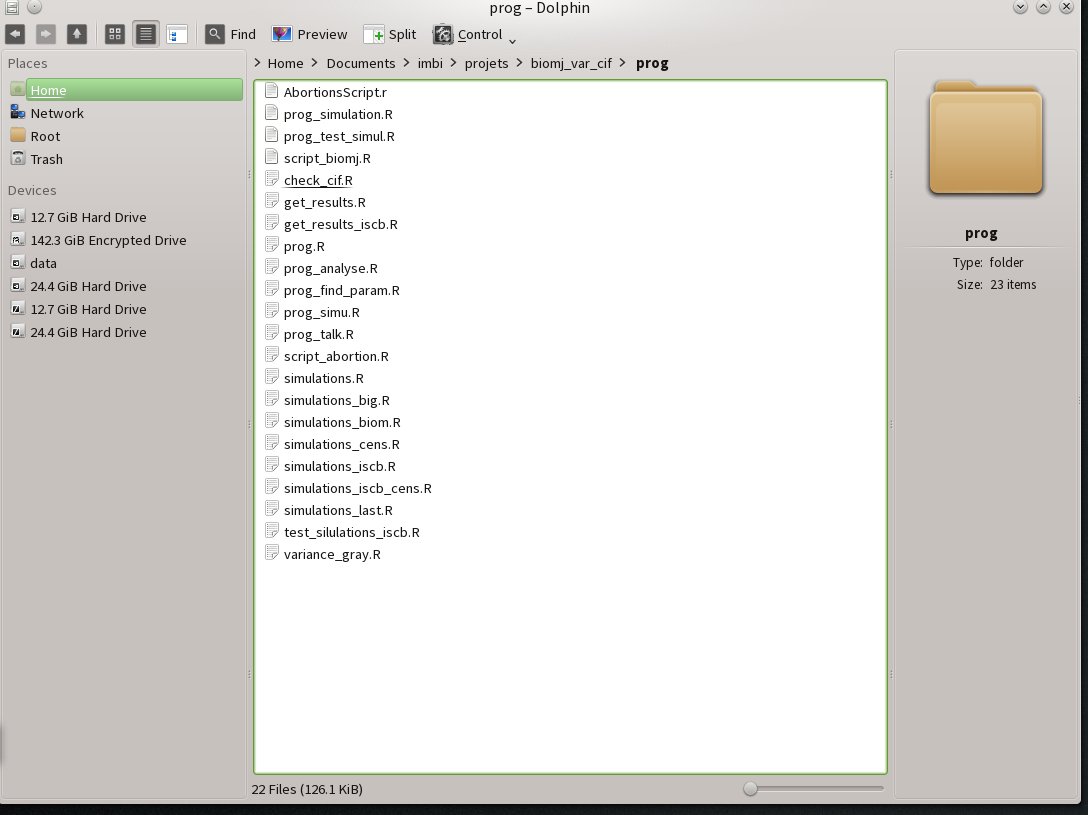 prog – Dolphin
Find Preview Split Control
Places
Home
Network
Root
Trash
Devices
12.7 GiB Hard Drive
142.3 GiB Encrypted Drive
data
24.4 GiB Hard Drive
12.7 GiB Hard Drive
24.4 GiB Hard Drive
> Home > Documents > imbi > projets > biomj_var_cif > prog
AbortionsScript.r
prog_simulation.R
prog_test_simul.R
script_biomj.R
check_cif.R
get_results.R
get_results_iscb.R
prog.R
prog_analyse.R
prog_find_param.R
prog_simu.R
prog_talk.R
script_abortion.R
simulations.R
simulations_big.R
simulations_biom.R
simulations_cens.R
simulations_iscb.R
simulations_iscb_cens.R
simulations_last.R
test_silulations_iscb.R
variance_gray.R
22 Files (126.1 KiB)
prog
Type: folder
Size: 23 items